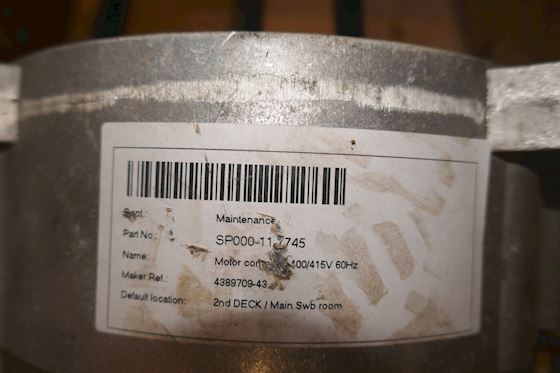 Dept.: Maintenance
Part No.: SP000-11 745
Name: Motor 400/415V 60Hz
Maker Ref.: 4389709-43
Default location: 2nd DECK / Main Swb room